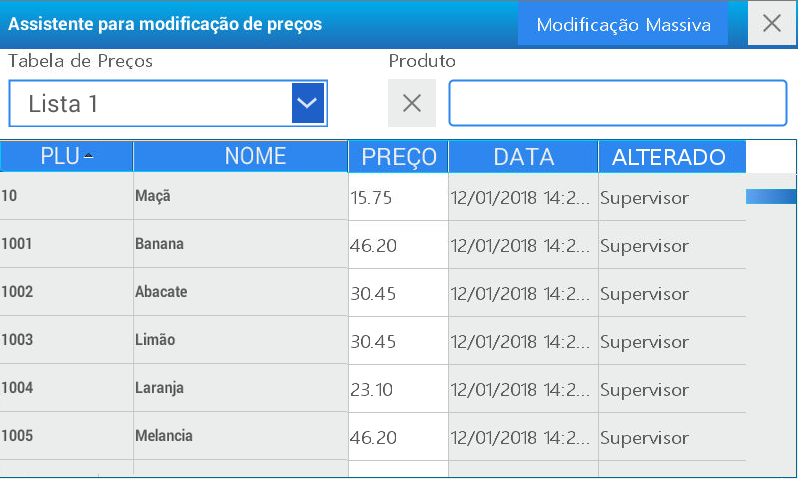 Assistente para modificação de preços Modificação Massiva
Tabela de Preços Produto
Lista 1
PLU NOME PREÇO DATA ALTERADO
10 Maçã 15.75 12/01/2018 14:2... Supervisor
1001 Banana 46.20 12/01/2018 14:2... Supervisor
1002 Abacate 30.45 12/01/2018 14:2... Supervisor
1003 Limão 30.45 12/01/2018 14:2... Supervisor
1004 Laranja 23.10 12/01/2018 14:2... Supervisor
1005 Melancia 46.20 12/01/2018 14:2... Supervisor